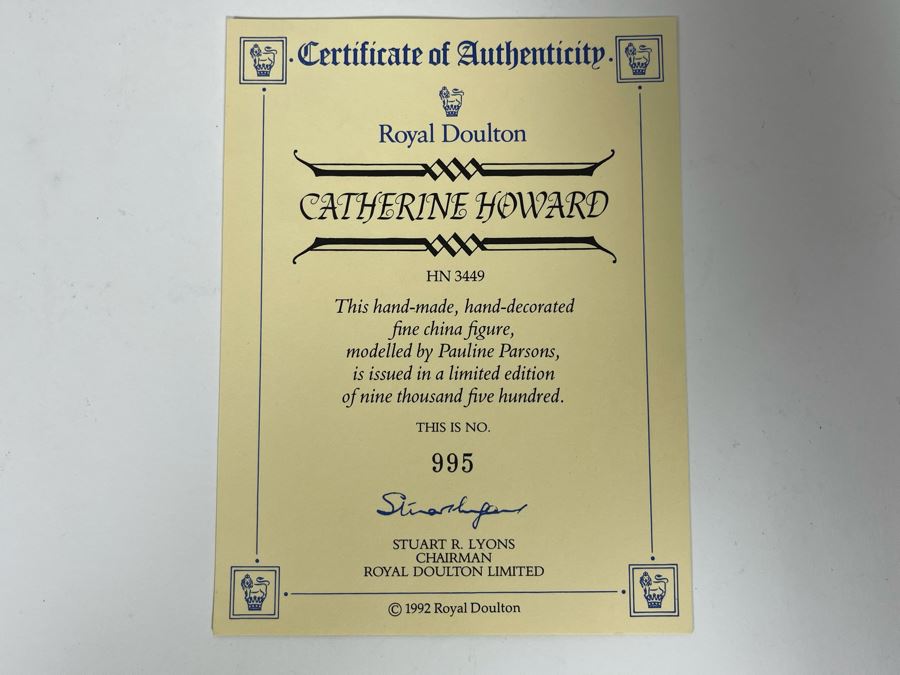 Certificate of Authenticity
Royal Doulton
CATHERINE HOWARD
HN 3449
This hand-made, hand-decorated
fine china figure,
modelled by Pauline Parsons,
is issued in a limited edition
of nine thousand five hundred.
THIS IS NO.
995
Stuart Lyons
STUART R. LYONS
CHAIRMAN
ROYAL DOULTON LIMITED
© 1992 Royal Doulton